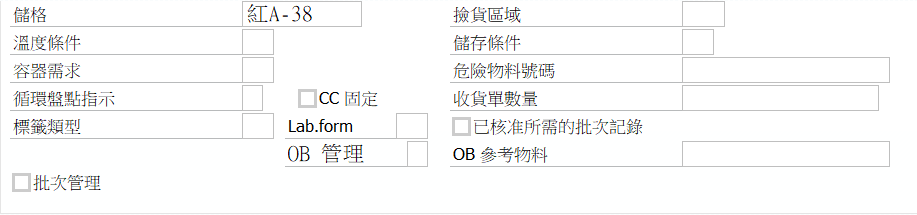 儲格 紅A-38 撿貨區域
溫度條件 儲存條件
容器需求 危險物料號碼
循環盤點指示 CC 固定 收貨單數量
標籤類型 Lab.form 已核准所需的批次記錄
OB 管理 OB 參考物料
批次管理